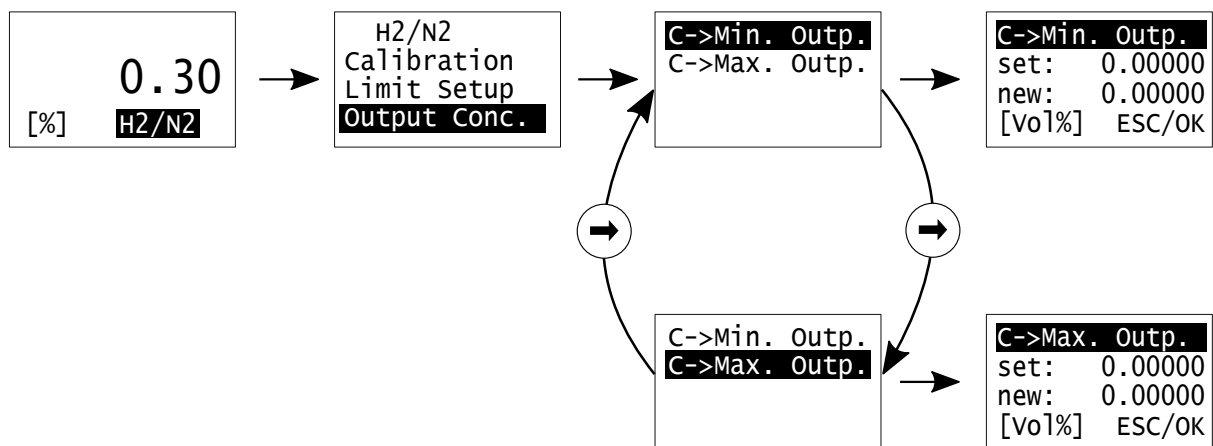 0.30
[%] H2/N2
H2/N2
Calibration
Limit Setup
Output Conc.
C->Min. Outp.
C->Max. Outp.
C->Min. Outp.
set: 0.00000
new: 0.00000
[Vol%] ESC/OK
C->Min. Outp.
C->Max. Outp.
C->Max. Outp.
set: 0.00000
new: 0.00000
[Vol%] ESC/OK